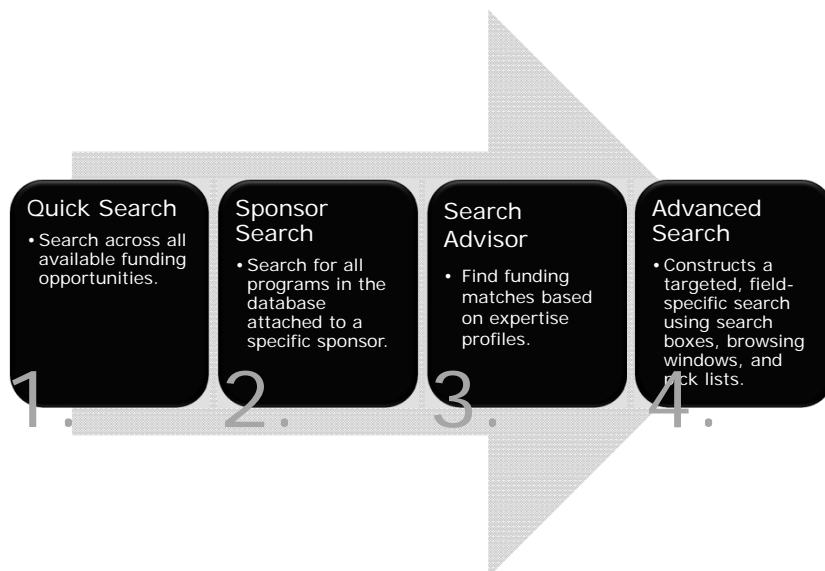 Quick Search
• Search across all
available funding
opportunities.
1.
Sponsor
Search
• Search for all
programs in the
database
attached to a
specific sponsor.
2.
Search
Advisor
• Find funding
matches based
on expertise
profiles.
3.
Advanced
Search
• Constructs a
targeted, field-
specific search
using search
boxes, browsing
windows, and
pick lists.
4.